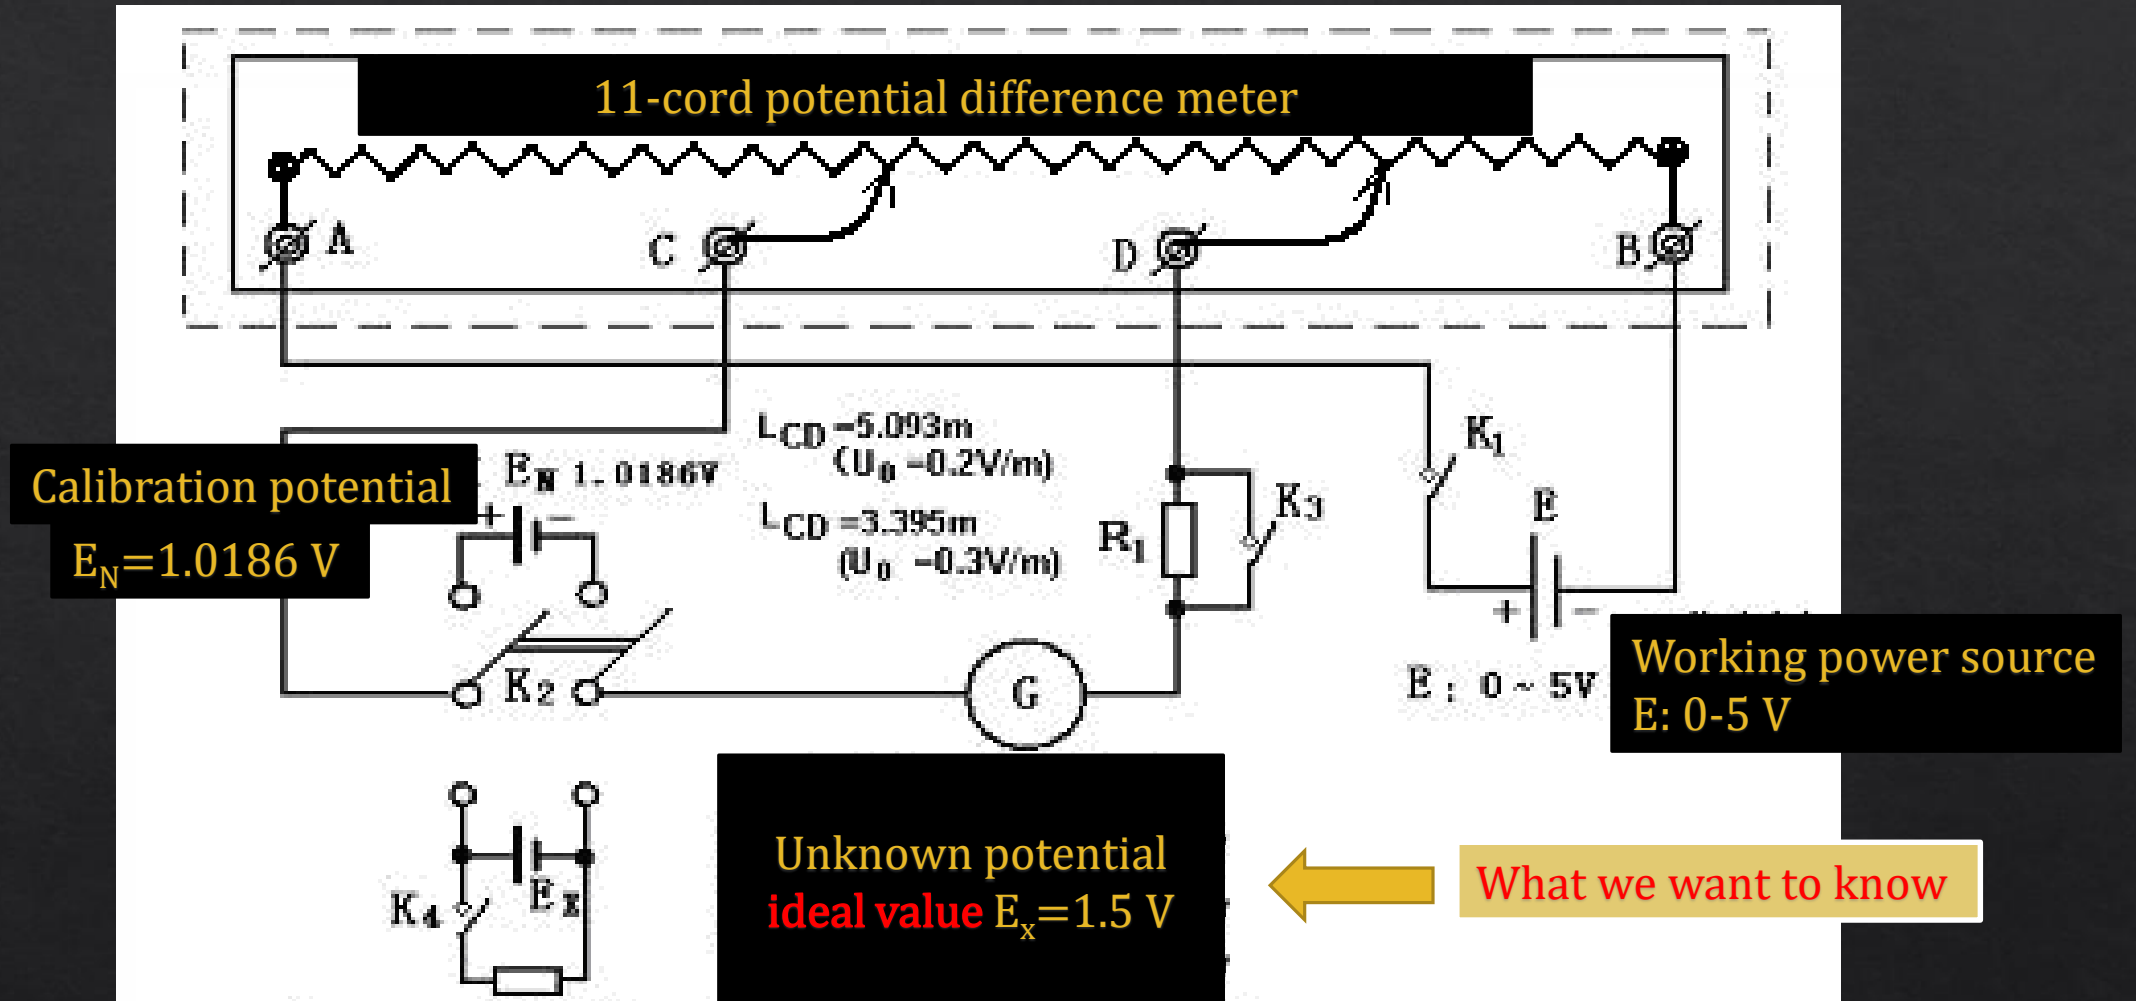 11-cord potential difference meter
A
C
D
B
L CD =5.093m
(U0 =0.2V/m)
L CD =3.395m
(U0 =0.3V/m)
Calibration potential
EN=1.0186 V
EN 1.0186V
+ −
K1
K3
R1
E
+ −
K2
G
E: 0~5V
Working power source
E: 0-5 V
K4
Ex
Unknown potential
ideal value Ex=1.5 V
What we want to know